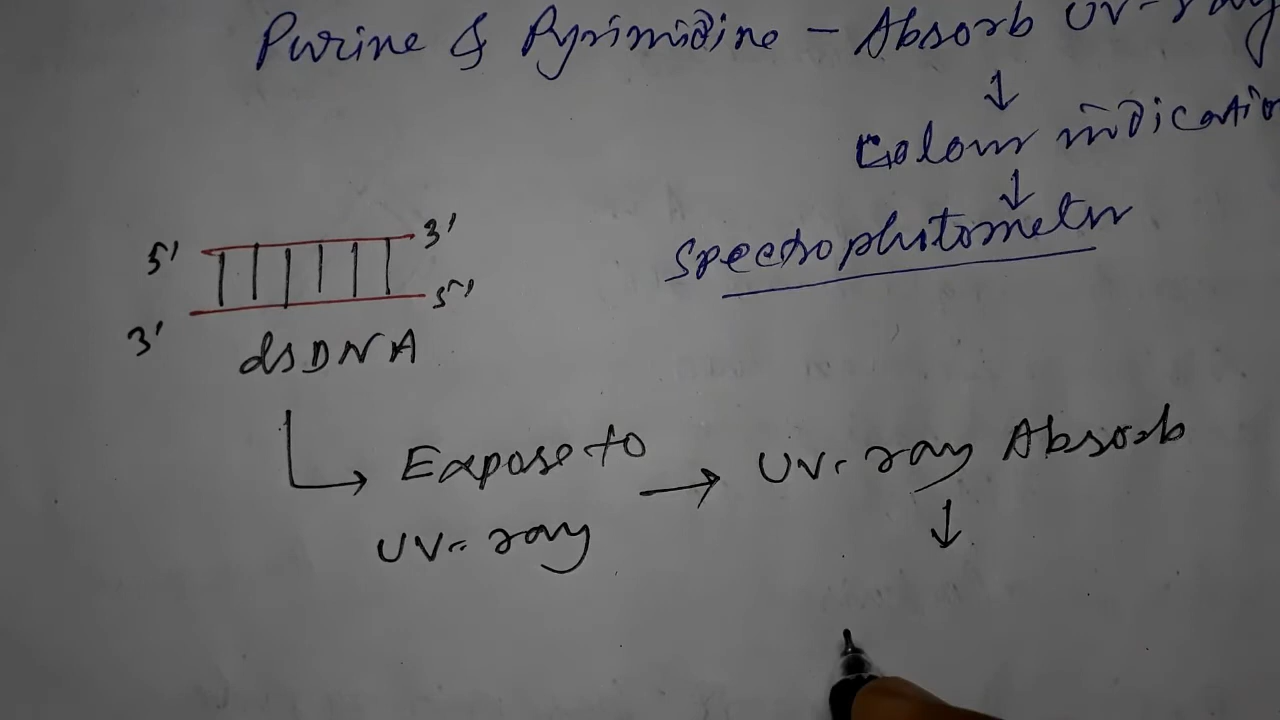 Purine & Pyrimidine - Absorb UV-ray
↓
Colour indication
↓
Spectrophotometer
5' 3'
3' 5'
dsDNA
Expose to → UV-ray Absorb
UV-ray ↓